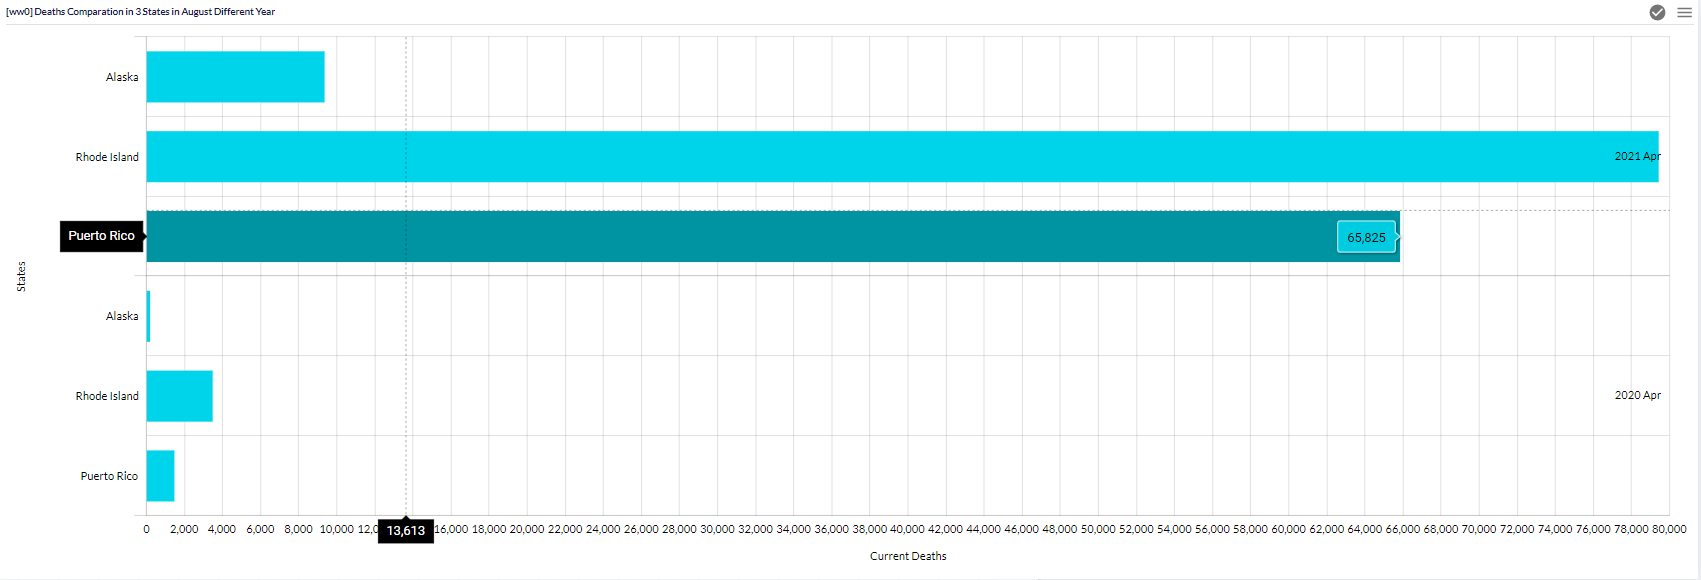 [ww0] Deaths Comparation in 3 States in August Different Year
Alaska
Rhode Island
2021 Apr
Puerto Rico
65,825
States
Alaska
Rhode Island
2020 Apr
Puerto Rico
0 2,000 4,000 6,000 8,000 10,000 13,613 16,000 18,000 20,000 22,000 24,000 26,000 28,000 30,000 32,000 34,000 36,000 38,000 40,000 42,000 44,000 46,000 48,000 50,000 52,000 54,000 56,000 58,000 60,000 62,000 64,000 66,000 68,000 70,000 72,000 74,000 76,000 78,000 80,000
Current Deaths